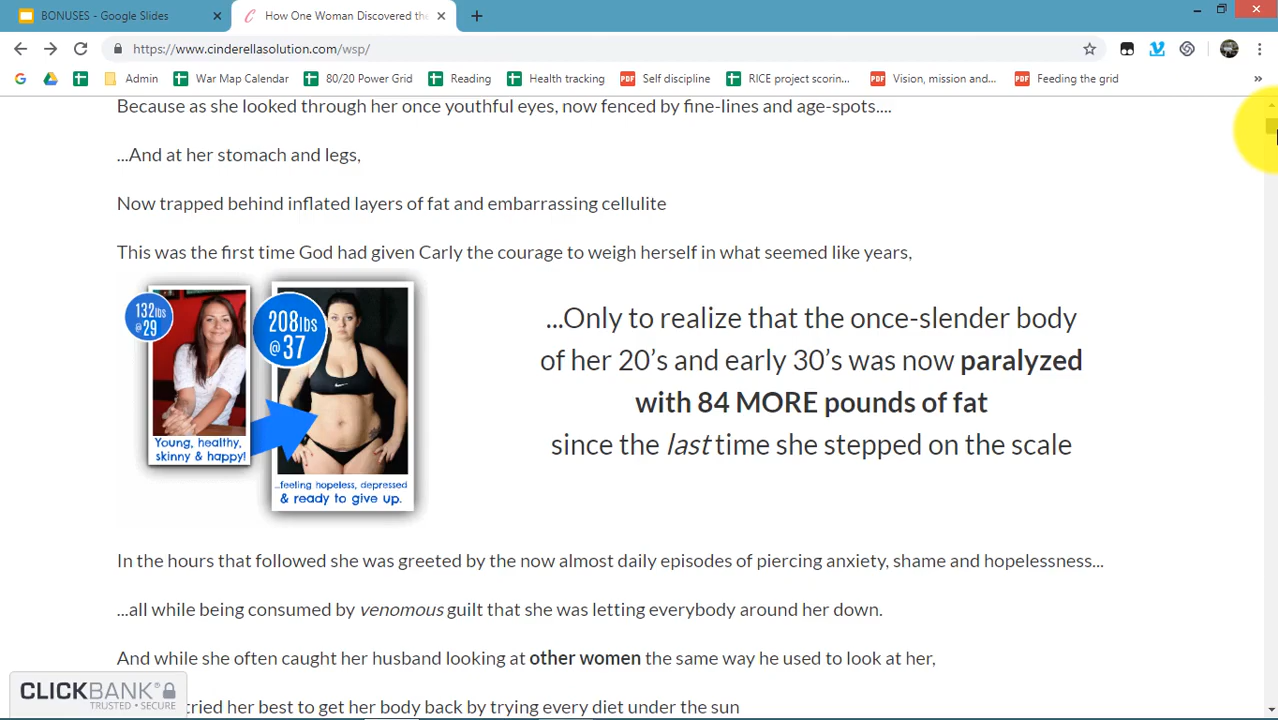 BONUSES - Google Slides
How One Woman Discovered the
https://www.cinderellasolution.com/wsp/
Admin
War Map Calendar
80/20 Power Grid
Reading
Health tracking
Self discipline
RICE project scorin...
Vision, mission and...
Feeding the grid
»
Because as she looked through her once youthful eyes, now fenced by fine-lines and age-spots....
...And at her stomach and legs,
Now trapped behind inflated layers of fat and embarrassing cellulite
This was the first time God had given Carly the courage to weigh herself in what seemed like years,
132lbs
@29
Young, healthy,
skinny & happy!
208lbs
@37
...feeling hopeless, depressed
& ready to give up.
...Only to realize that the once-slender body
of her 20's and early 30's was now paralyzed
with 84 MORE pounds of fat
since the last time she stepped on the scale
In the hours that followed she was greeted by the now almost daily episodes of piercing anxiety, shame and hopelessness...
...all while being consumed by venomous guilt that she was letting everybody around her down.
And while she often caught her husband looking at other women the same way he used to look at her,
tried her best to get her body back by trying every diet under the sun
CLICKBANK
TRUSTED • SECURE